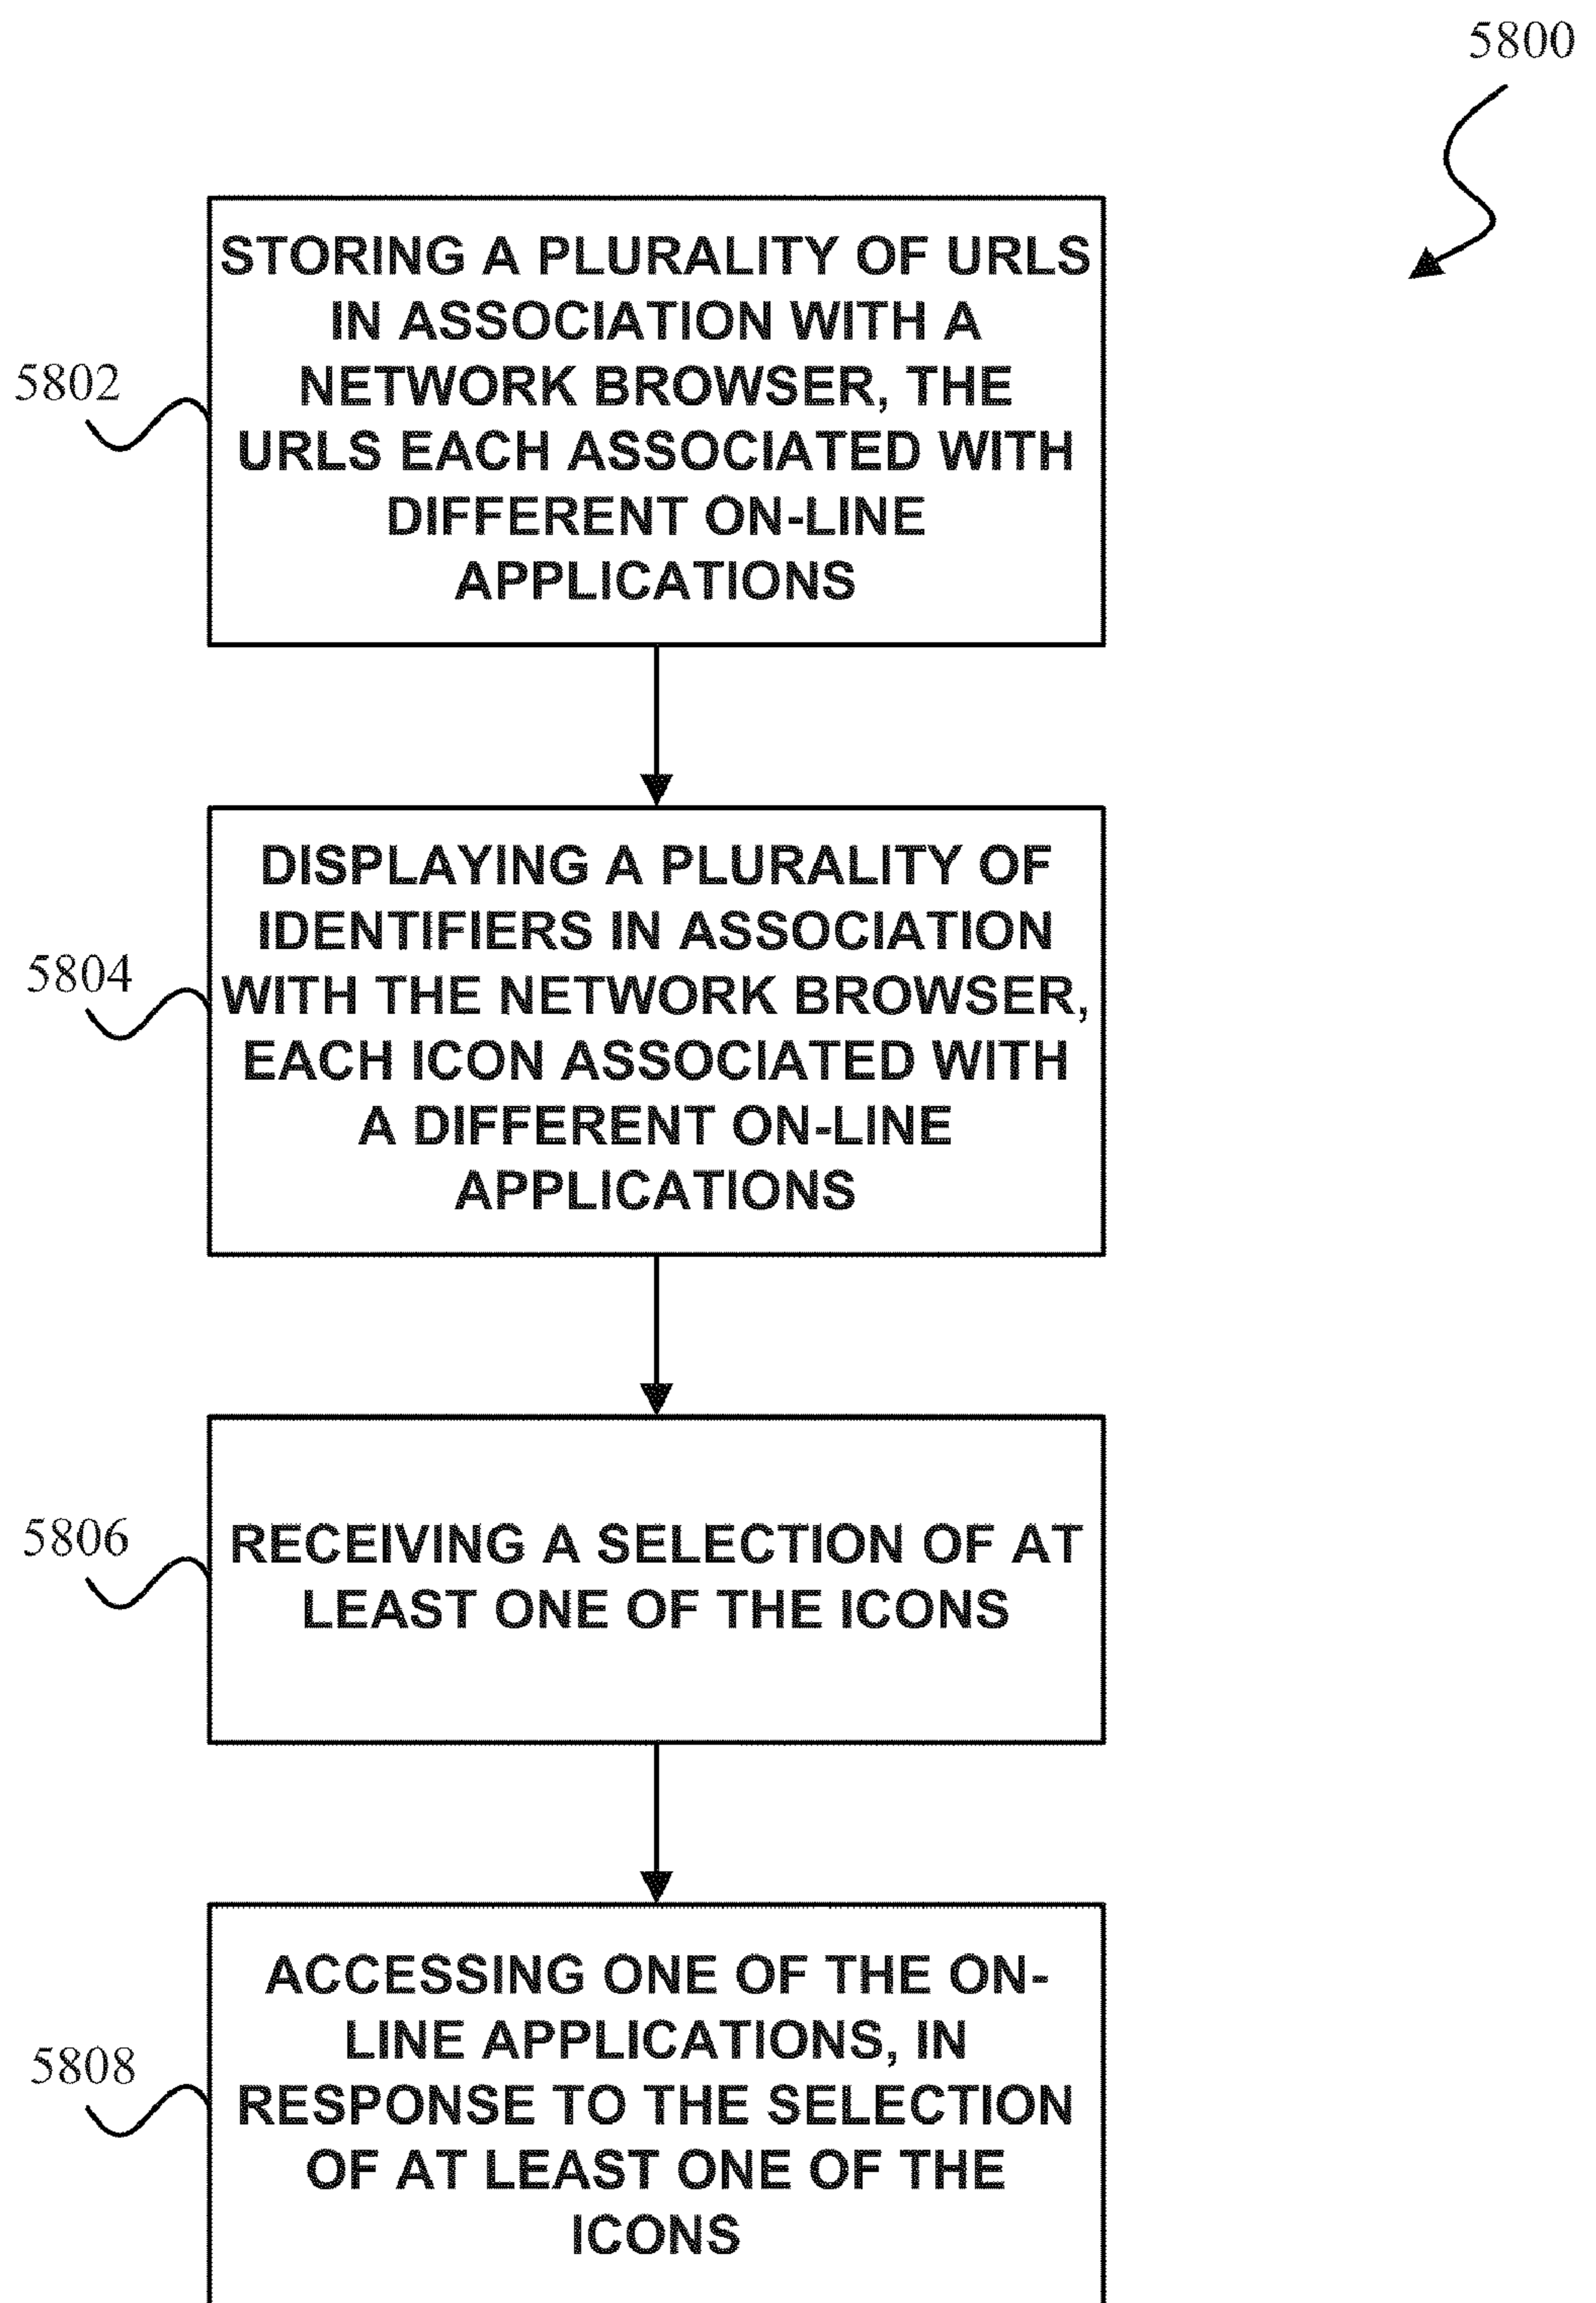 5800
STORING A PLURALITY OF URLS
IN ASSOCIATION WITH A
NETWORK BROWSER, THE
URLS EACH ASSOCIATED WITH
DIFFERENT ON-LINE
APPLICATIONS
5802
DISPLAYING A PLURALITY OF
IDENTIFIERS IN ASSOCIATION
WITH THE NETWORK BROWSER,
EACH ICON ASSOCIATED WITH
A DIFFERENT ON-LINE
APPLICATIONS
5804
RECEIVING A SELECTION OF AT
LEAST ONE OF THE ICONS
5806
ACCESSING ONE OF THE ON-
LINE APPLICATIONS, IN
RESPONSE TO THE SELECTION
OF AT LEAST ONE OF THE
ICONS
5808